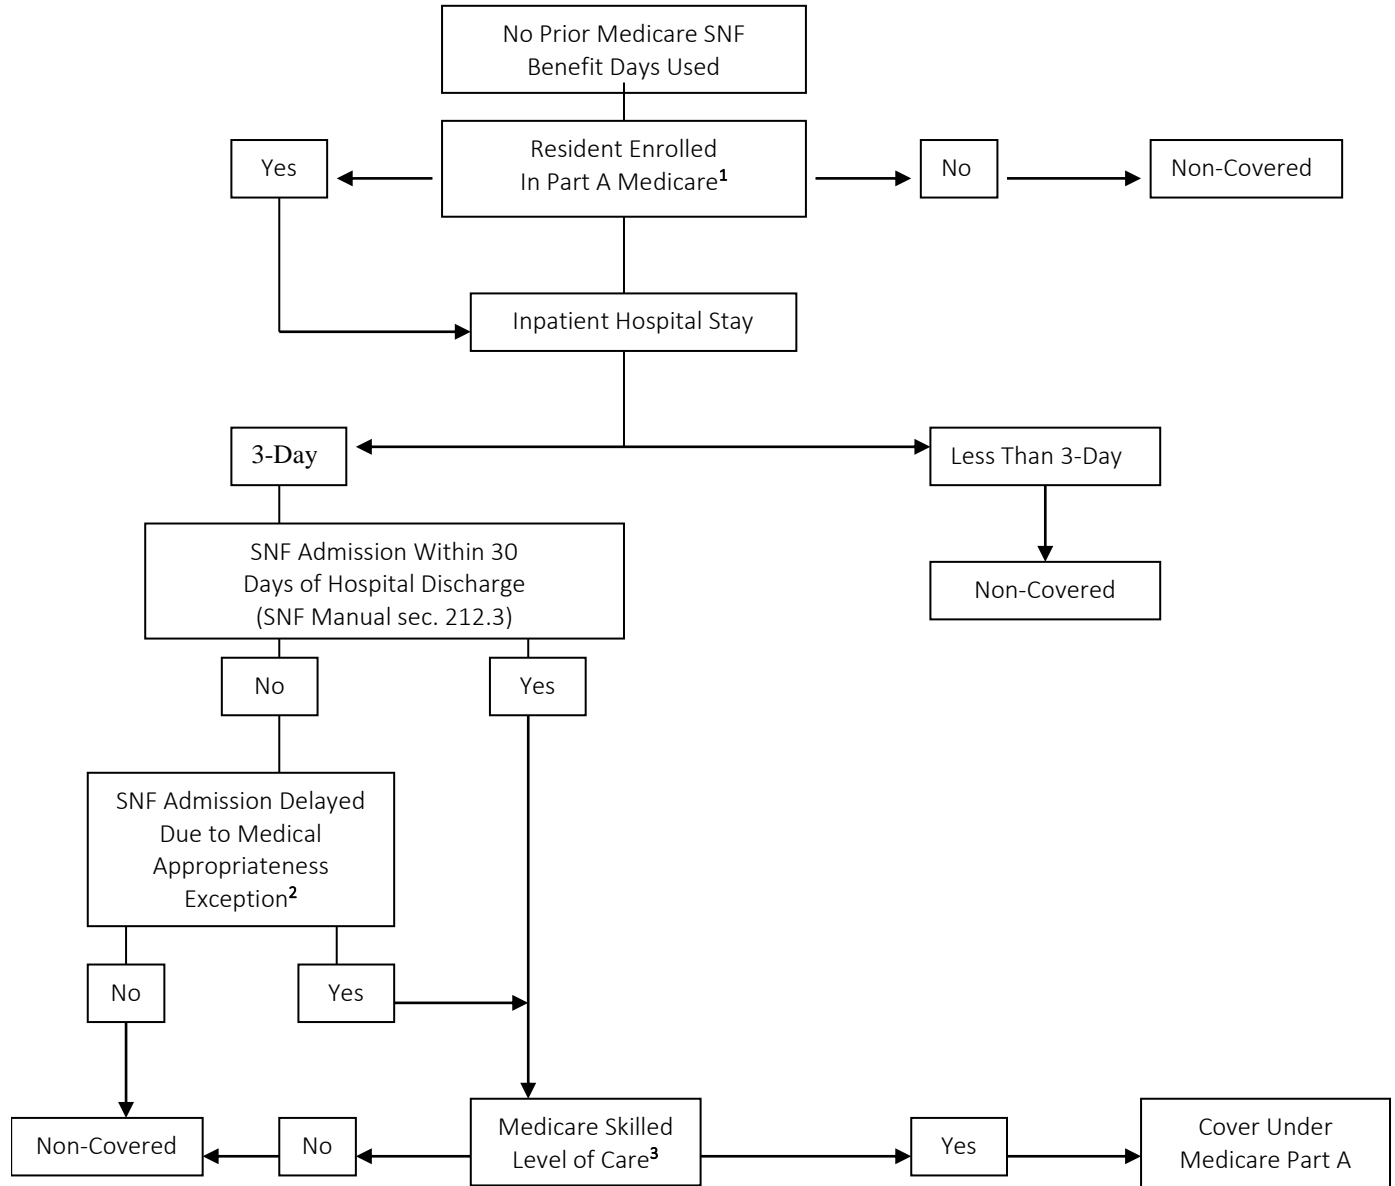 No Prior Medicare SNF
Benefit Days Used
Yes
Resident Enrolled
In Part A Medicare1
No
Non-Covered
Inpatient Hospital Stay
3-Day
Less Than 3-Day
SNF Admission Within 30
Days of Hospital Discharge
(SNF Manual sec. 212.3)
Non-Covered
No
Yes
SNF Admission Delayed
Due to Medical
Appropriateness
Exception2
No
Yes
Non-Covered
No
Medicare Skilled
Level of Care3
Yes
Cover Under
Medicare Part A